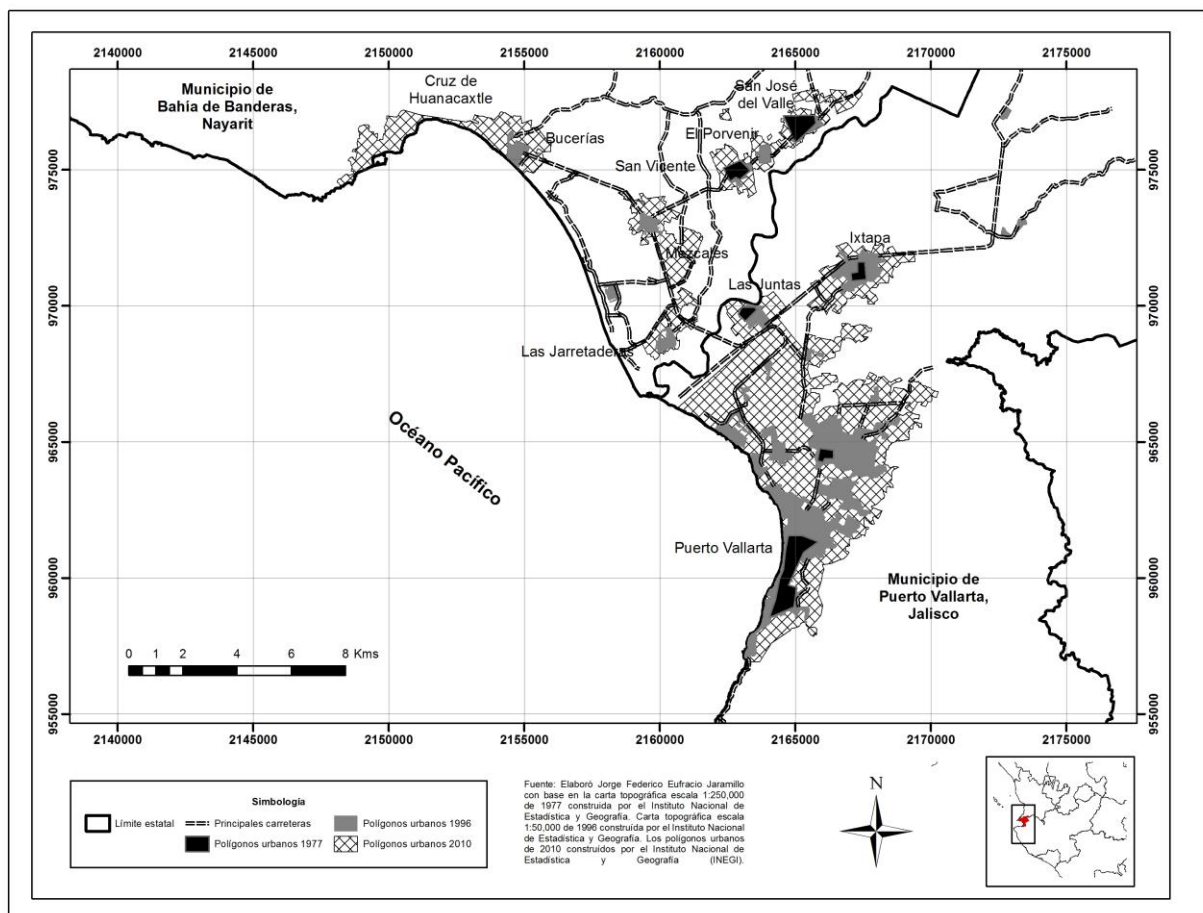 2140000 2145000 2150000 2155000 2160000 2165000 2170000 2175000
Municipio de
Bahía de Banderas,
Nayarit
Cruz de
Huanacaxtle
San José
del Valle
Bucerías
El Porvenir
San Vicente
975000 975000
Ixtapa
Mezcales
Las Juntas
970000 970000
Las Jarretaderas
Océano Pacífico
965000 965000
Puerto Vallarta
960000 960000
Municipio de
Puerto Vallarta,
Jalisco
0 1 2 4 6 8 Kms
955000 955000
2140000 2145000 2150000 2155000 2160000 2165000 2170000 2175000
Simbología
Límite estatal Principales carreteras Polígonos urbanos 1996
Polígonos urbanos 1977 Polígonos urbanos 2010
Fuente: Elaboró Jorge Federico Eufracio Jaramillo
con base en la carta topográfica escala 1:250,000
de 1977 construida por el Instituto Nacional de
Estadística y Geografía. Carta topográfica escala
1:50,000 de 1996 construida por el Instituto Nacional
de Estadística y Geografía. Los polígonos urbanos
de 2010 construídos por el Instituto Nacional de
Estadística y Geografía (INEGI).
N